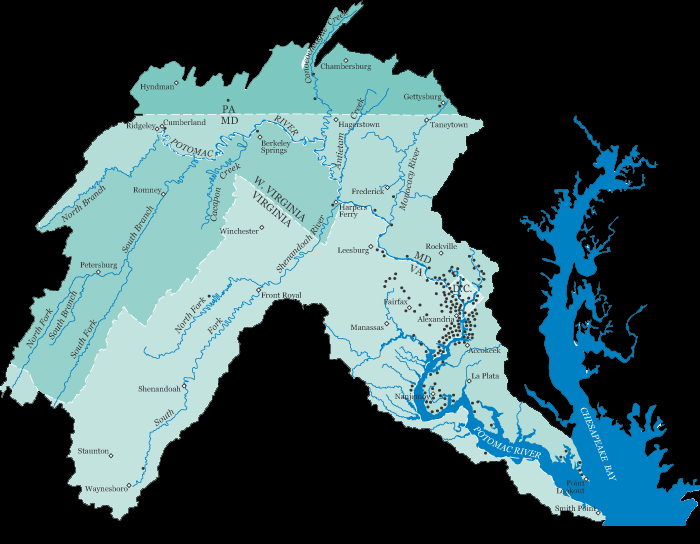 Conococheague Creek
Chambersburg
Hyndman
Gettysburg
PA
MD
Ridgeley
Cumberland
Hagerstown
Taneytown
POTOMAC
RIVER
Berkeley
Springs
Antietam
Creek
Monocacy River
Cacapon
Creek
North Branch
Romney
South Branch
W. VIRGINIA
VIRGINIA
Frederick
Harpers
Ferry
Winchester
Shenandoah River
Leesburg
Rockville
MD
VA
D.C.
Petersburg
North Fork
South Branch
South Fork
North Fork
Front Royal
Fork
Fairfax
Alexandria
Manassas
Accokeek
La Plata
Nanjemoy
Shenandoah
South
POTOMAC RIVER
CHESAPEAKE BAY
Staunton
Waynesboro
Point
Lookout
Smith Point